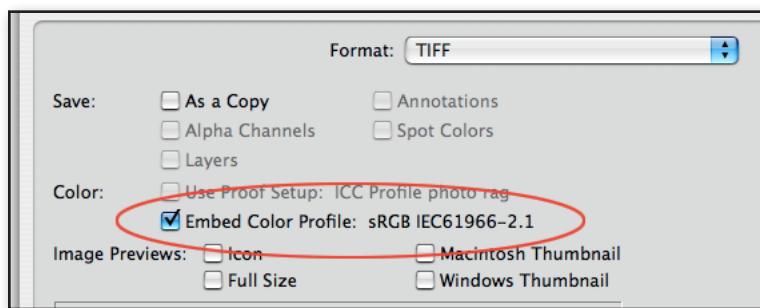 Format: TIFF
Save: As a Copy Annotations
Alpha Channels Spot Colors
Layers
Color: Use Proof Setup: ICC Profile photo rag
Embed Color Profile: sRGB IEC61966-2.1
Image Previews: Icon Macintosh Thumbnail
Full Size Windows Thumbnail